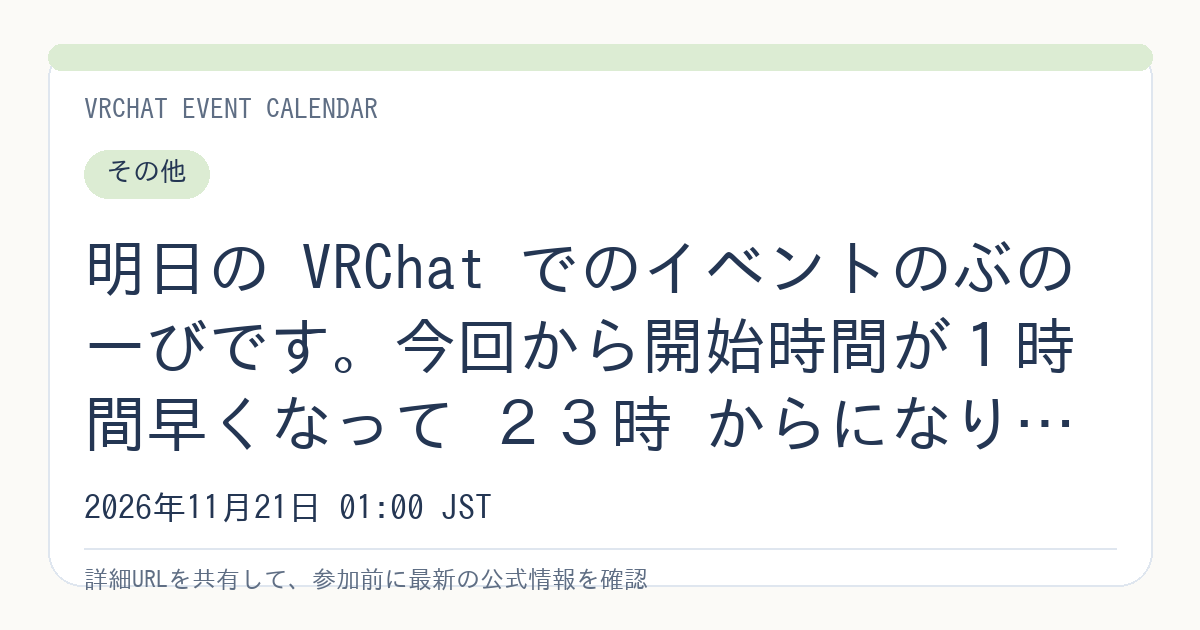 VRCHAT EVENT CALENDAR
その他
明日の VRChat でのイベントのぶの
ーびです。今回から開始時間が１時
間早くなって ２３時 からになり…
2026年11月21日 01:00 JST
詳細URLを共有して、参加前に最新の公式情報を確認